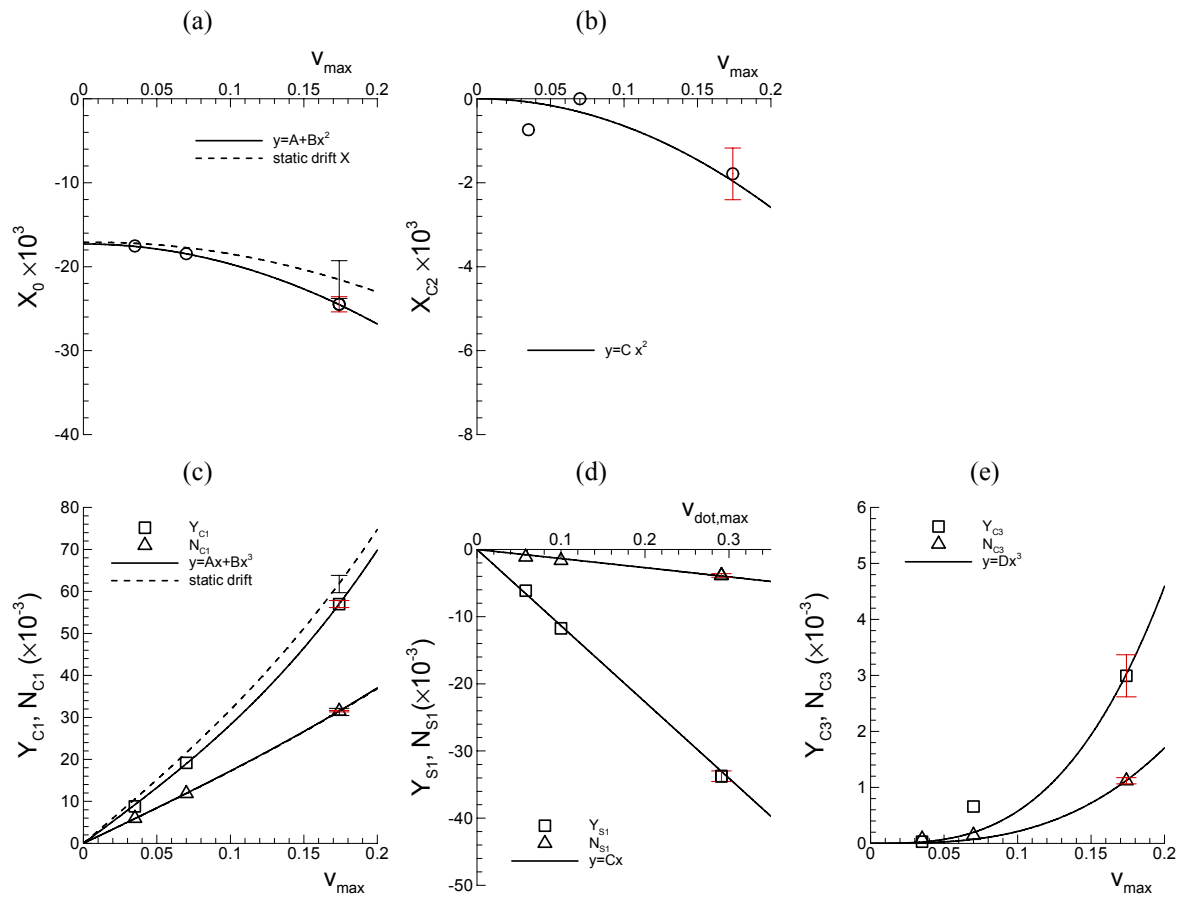 (a)
(b)
v_max
0 0.05 0.1 0.15 0.2
0
-10
-20
-30
-40
X_0 ×10^3
y=A+Bx^2
static drift X
v_max
0 0.05 0.1 0.15 0.2
0
-2
-4
-6
-8
X_C2 ×10^3
y=C x^2
(c)
(d)
(e)
80
70
60
50
40
30
20
10
0
0 0.05 0.1 0.15 0.2
v_max
Y_C1, N_C1 (×10^-3)
Y_C1
N_C1
y=Ax+Bx^3
static drift
v_dot,max
0 0.1 0.2 0.3
0
-10
-20
-30
-40
-50
Y_S1, N_S1 (×10^-3)
Y_S1
N_S1
y=Cx
6
5
4
3
2
1
0
0 0.05 0.1 0.15 0.2
v_max
Y_C3, N_C3 (×10^-3)
Y_C3
N_C3
y=Dx^3